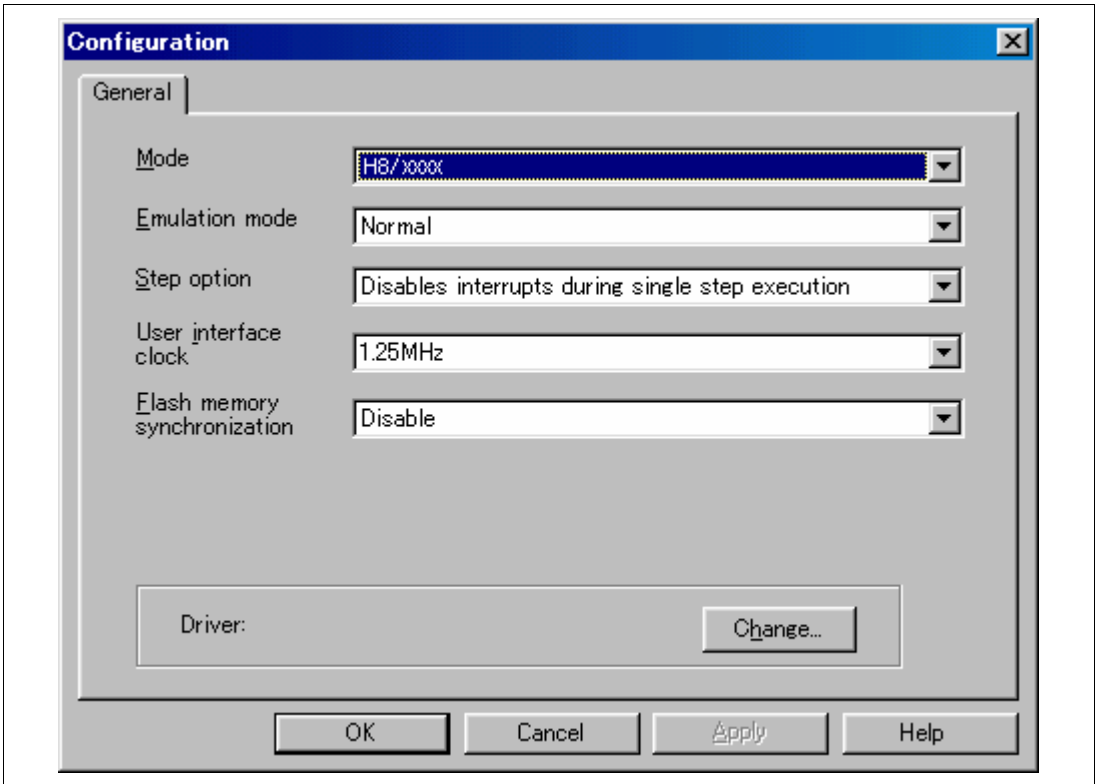 Configuration
General
Mode
H8/xxxx
Emulation mode
Normal
Step option
Disables interrupts during single step execution
User interface
clock
1.25MHz
Flash memory
synchronization
Disable
Driver:
Change...
OK
Cancel
Apply
Help